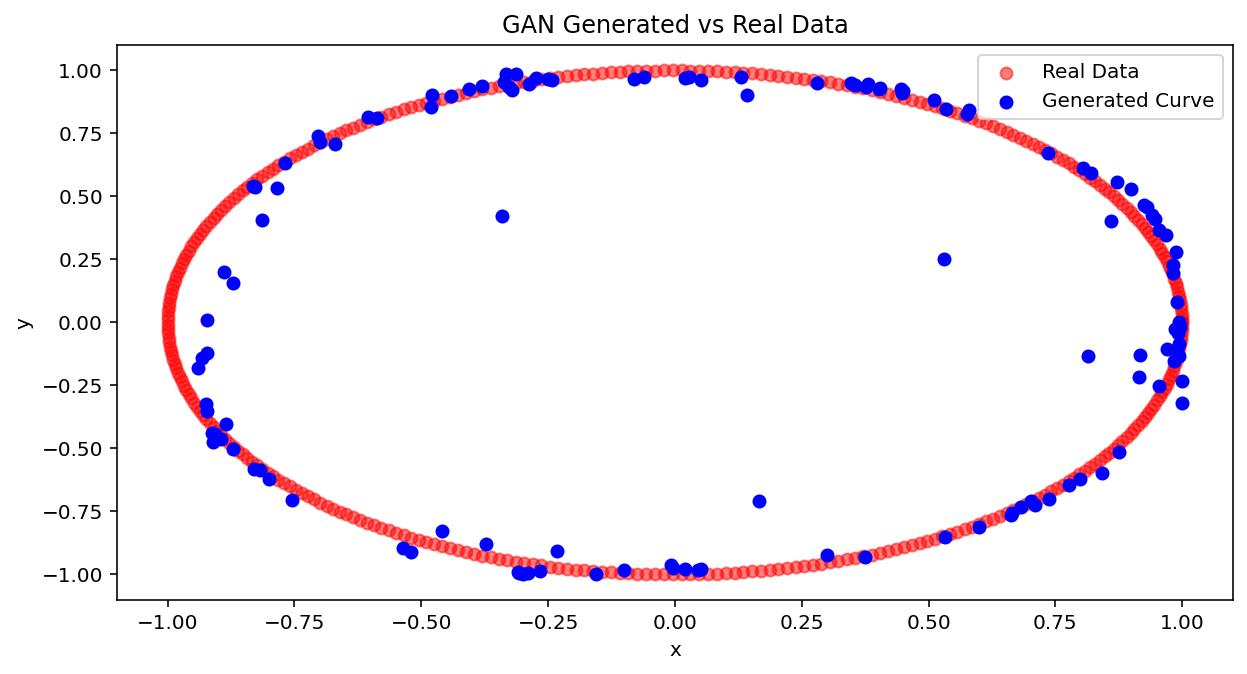 GAN Generated vs Real Data
Real Data
Generated Curve
1.00
0.75
0.50
0.25
0.00
−0.25
−0.50
−0.75
−1.00
y
−1.00 −0.75 −0.50 −0.25 0.00 0.25 0.50 0.75 1.00
x